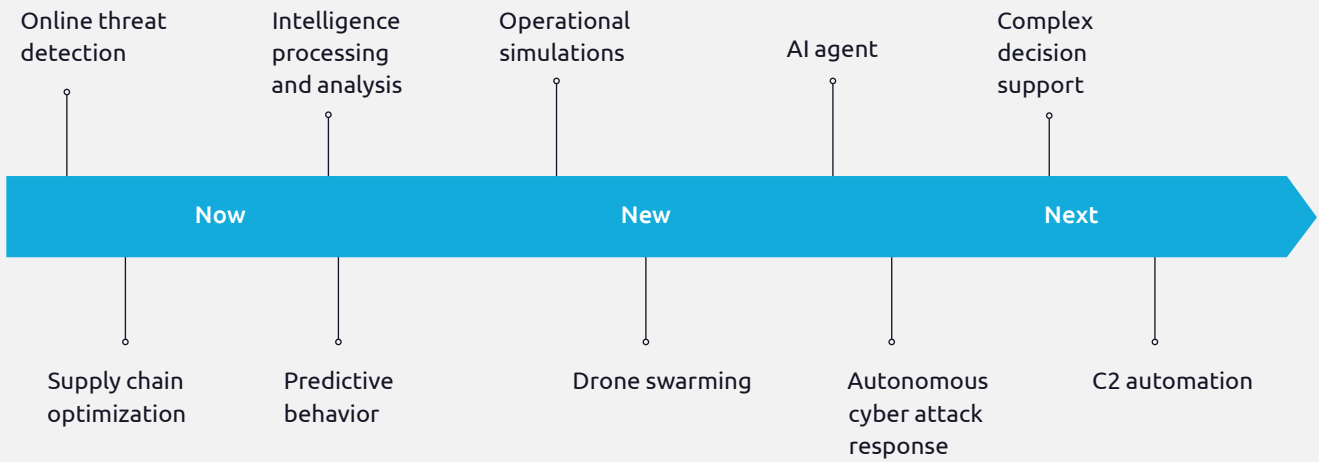 Online threat
detection
Intelligence
processing
and analysis
Operational
simulations
AI agent
Complex
decision
support
Now
New
Next
Supply chain
optimization
Predictive
behavior
Drone swarming
Autonomous
cyber attack
response
C2 automation